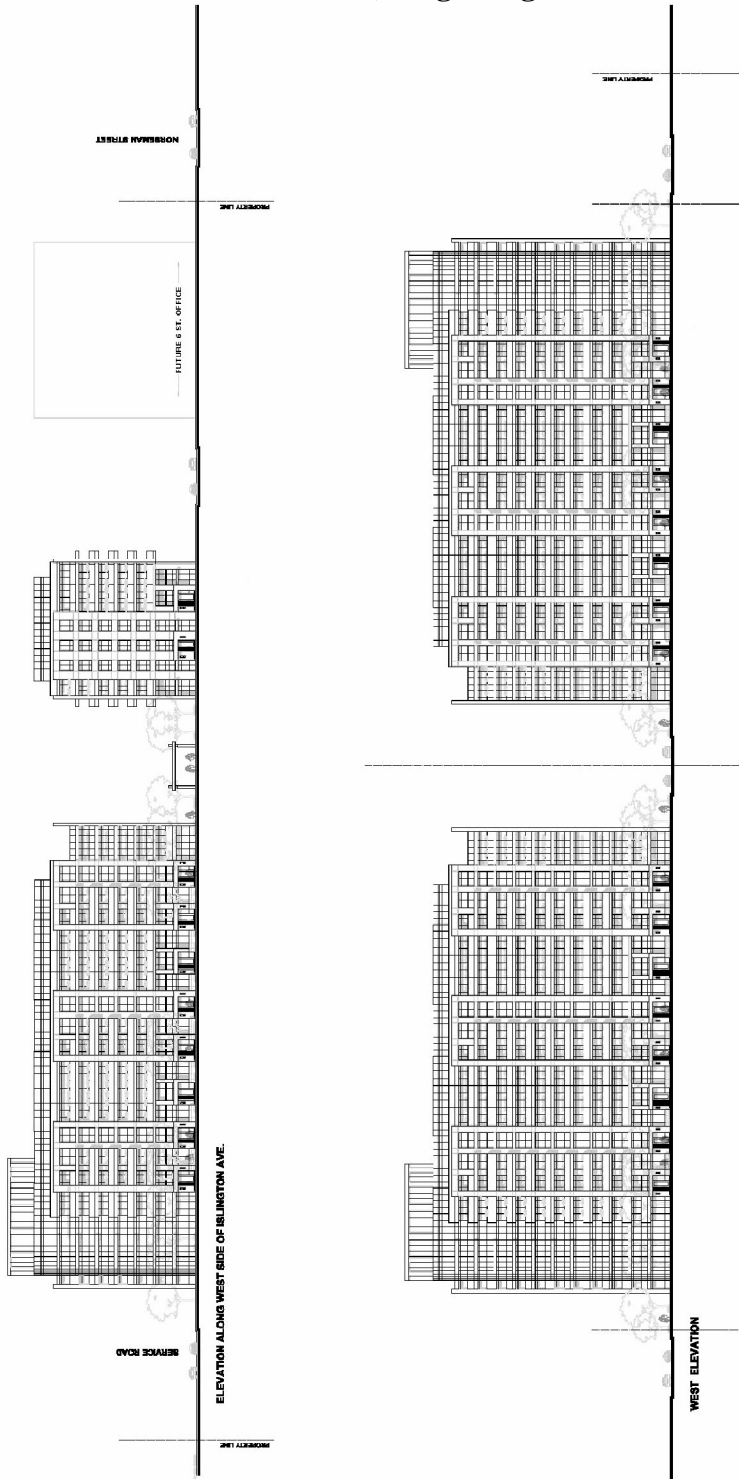 NORSEMAN STREET
PROPERTY LINE
FUTURE 6 ST. OFFICE
SERVICE ROAD
PROPERTY LINE
ELEVATION ALONG WEST SIDE OF ISLINGTON AVE.
PROPERTY LINE
WEST ELEVATION